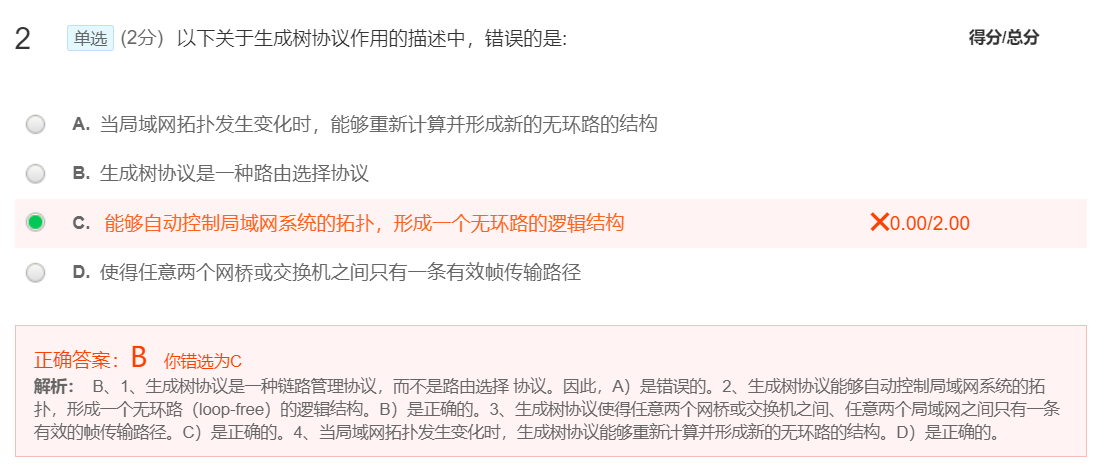 2 单选 (2分) 以下关于生成树协议作用的描述中，错误的是: 得分/总分
A. 当局域网拓扑发生变化时，能够重新计算并形成新的无环路的结构
B. 生成树协议是一种路由选择协议
C. 能够自动控制局域网系统的拓扑，形成一个无环路的逻辑结构 ✕0.00/2.00
D. 使得任意两个网桥或交换机之间只有一条有效帧传输路径
正确答案：B 你错选为C
解析： B、1、生成树协议是一种链路管理协议，而不是路由选择 协议。因此，A）是错误的。2、生成树协议能够自动控制局域网系统的拓
扑，形成一个无环路（loop-free）的逻辑结构。B）是正确的。3、生成树协议使得任意两个网桥或交换机之间、任意两个局域网之间只有一条
有效的帧传输路径。C）是正确的。4、当局域网拓扑发生变化时，生成树协议能够重新计算并形成新的无环路的结构。D）是正确的。